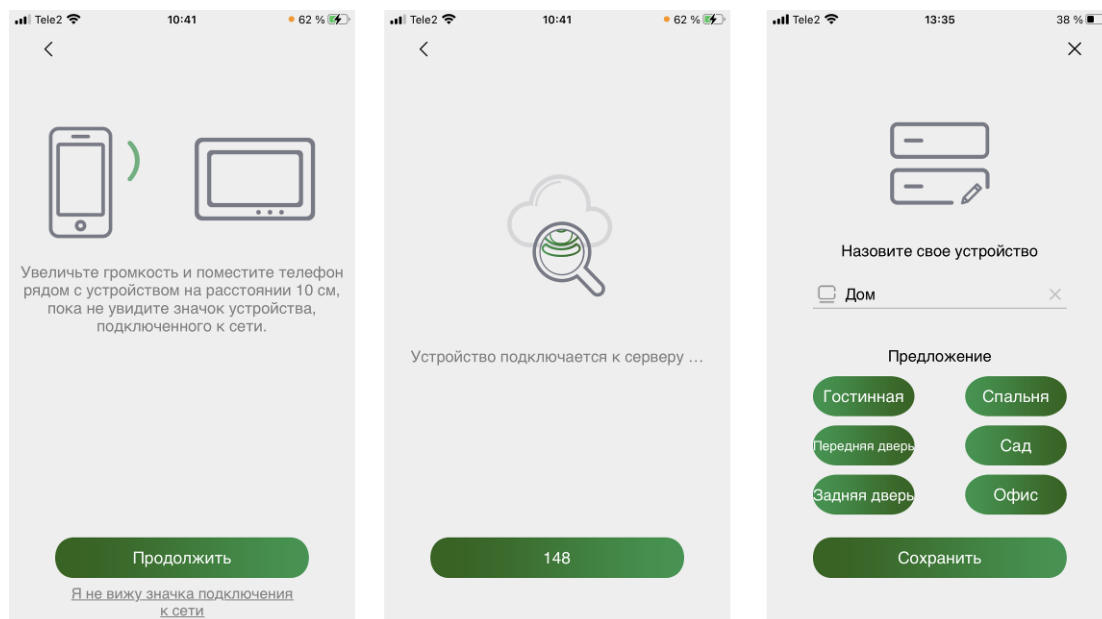 Tele2 10:41 62 %
Увеличьте громкость и поместите телефон
рядом с устройством на расстоянии 10 см,
пока не увидите значок устройства,
подключенного к сети.
Продолжить
Я не вижу значка подключения
к сети
Tele2 10:41 62 %
Устройство подключается к серверу ...
148
Tele2 13:35 38 %
Назовите свое устройство
Дом
Предложение
Гостинная Спальня
Передняя дверь Сад
Задняя дверь Офис
Сохранить